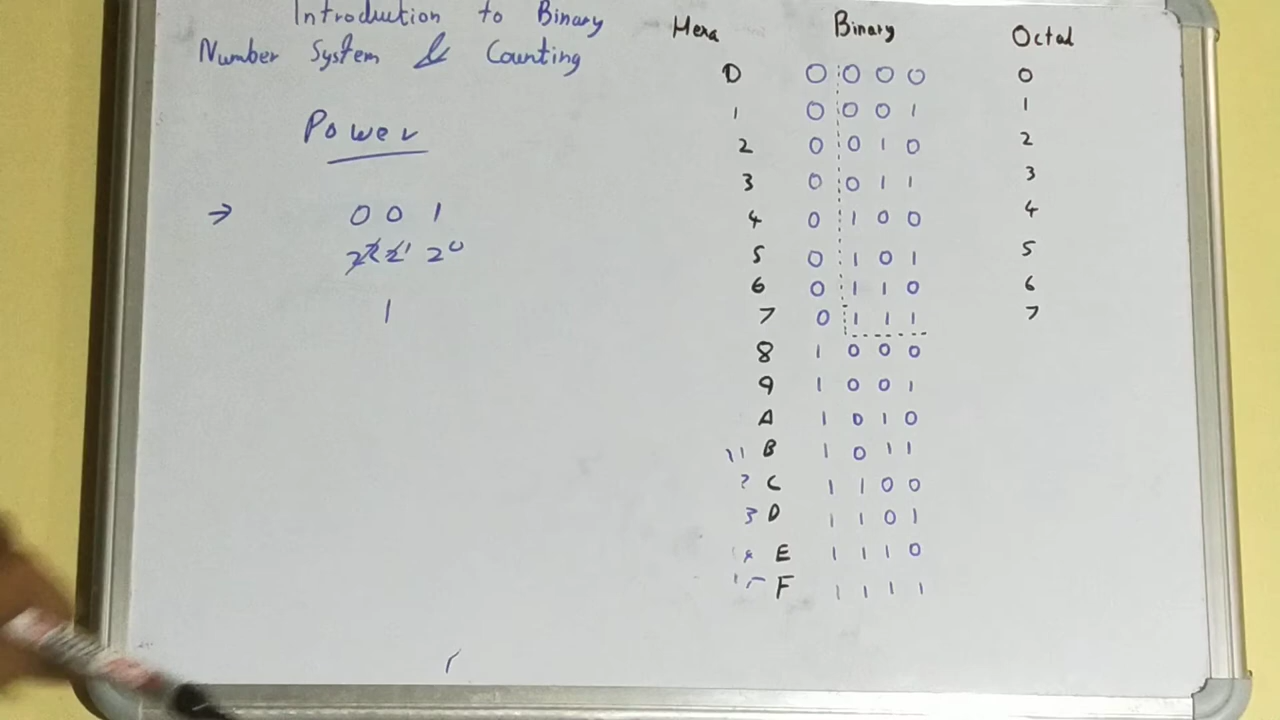 Introduction to Binary
Number System & Counting
Power
→ 0 0 1
2² 2¹ 2⁰
1
Hexa Binary Octal
0 0 0 0 0 0
1 0 0 0 1 1
2 0 0 1 0 2
3 0 0 1 1 3
4 0 1 0 0 4
5 0 1 0 1 5
6 0 1 1 0 6
7 0 1 1 1 7
8 1 0 0 0
9 1 0 0 1
A 1 0 1 0
11 B 1 0 1 1
C 1 1 0 0
3 D 1 1 0 1
E 1 1 1 0
F 1 1 1 1